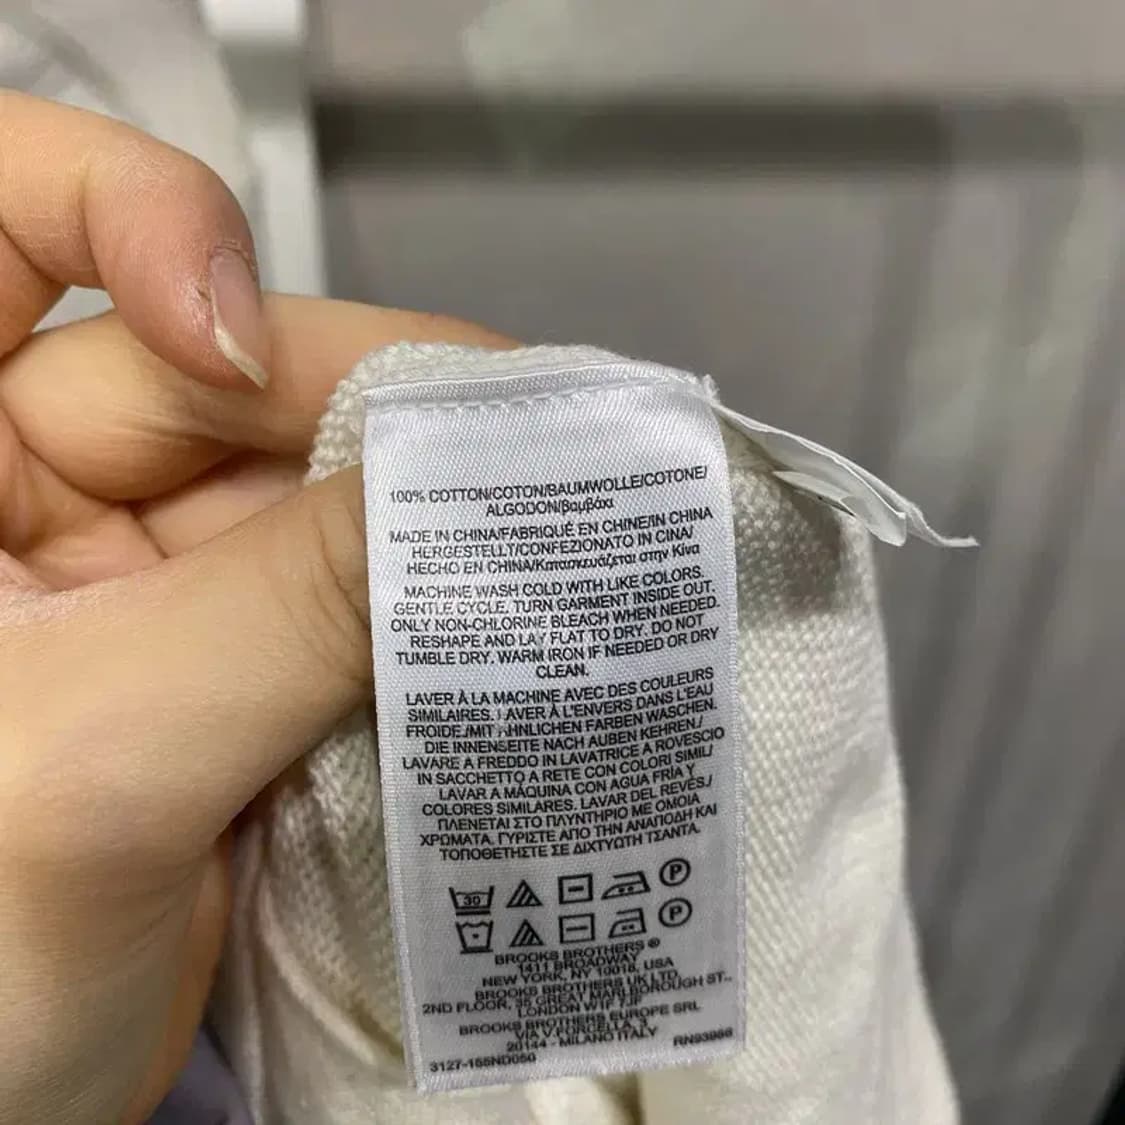 100% COTTON/COTON/BAUMWOLLE/COTONE/
ALGODON/βαμβάκι
MADE IN CHINA/FABRIQUÉ EN CHINE/IN CHINA
HERGESTELLT/CONFEZIONATO IN CINA/
HECHO EN CHINA/Κατασκευάζεται στην Κίνα
MACHINE WASH COLD WITH LIKE COLORS.
GENTLE CYCLE. TURN GARMENT INSIDE OUT.
ONLY NON-CHLORINE BLEACH WHEN NEEDED.
RESHAPE AND LAY FLAT TO DRY. DO NOT
TUMBLE DRY. WARM IRON IF NEEDED OR DRY
CLEAN.
LAVER À LA MACHINE AVEC DES COULEURS
SIMILAIRES. LAVER À L'ENVERS DANS L'EAU
FROIDE./MIT ÄHNLICHEN FARBEN WASCHEN.
DIE INNENSEITE NACH AUBEN KEHREN./
LAVARE A FREDDO IN LAVATRICE A ROVESCIO
IN SACCHETTO A RETE CON COLORI SIMILI/
LAVAR A MÁQUINA CON AGUA FRÍA Y
COLORES SIMILARES. LAVAR DEL REVÉS./
ΠΛΕΝΕΤΑΙ ΣΤΟ ΠΛΥΝΤΗΡΙΟ ΜΕ ΟΜΟΙΑ
ΧΡΩΜΑΤΑ. ΓΥΡΙΣΤΕ ΑΠΟ ΤΗΝ ΑΝΑΠΟΔΗ ΚΑΙ
ΤΟΠΟΘΕΤΗΣΤΕ ΣΕ ΔΙΧΤΥΩΤΗ ΤΣΑΝΤΑ.
30 P
P
BROOKS BROTHERS ®
1411 BROADWAY
NEW YORK, NY 10018, USA
BROOKS BROTHERS UK LTD.
2ND FLOOR, 35 GREAT MARLBOROUGH ST.,
LONDON W1F 7JF
BROOKS BROTHERS EUROPE SRL
VIA V.FORCELLA, 3
20144 - MILANO ITALY
3127-155ND050 RN93966